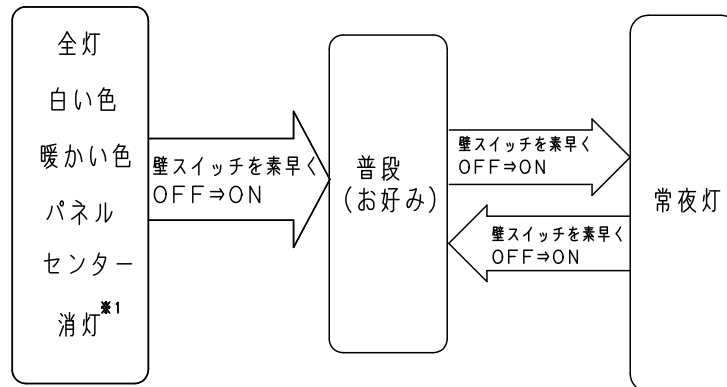 全灯
白い色
暖かい色
パネル
センター
消灯※1
壁スイッチを素早く
OFF⇒ON
普段
(お好み)
壁スイッチを素早く
OFF⇒ON
壁スイッチを素早く
OFF⇒ON
常夜灯